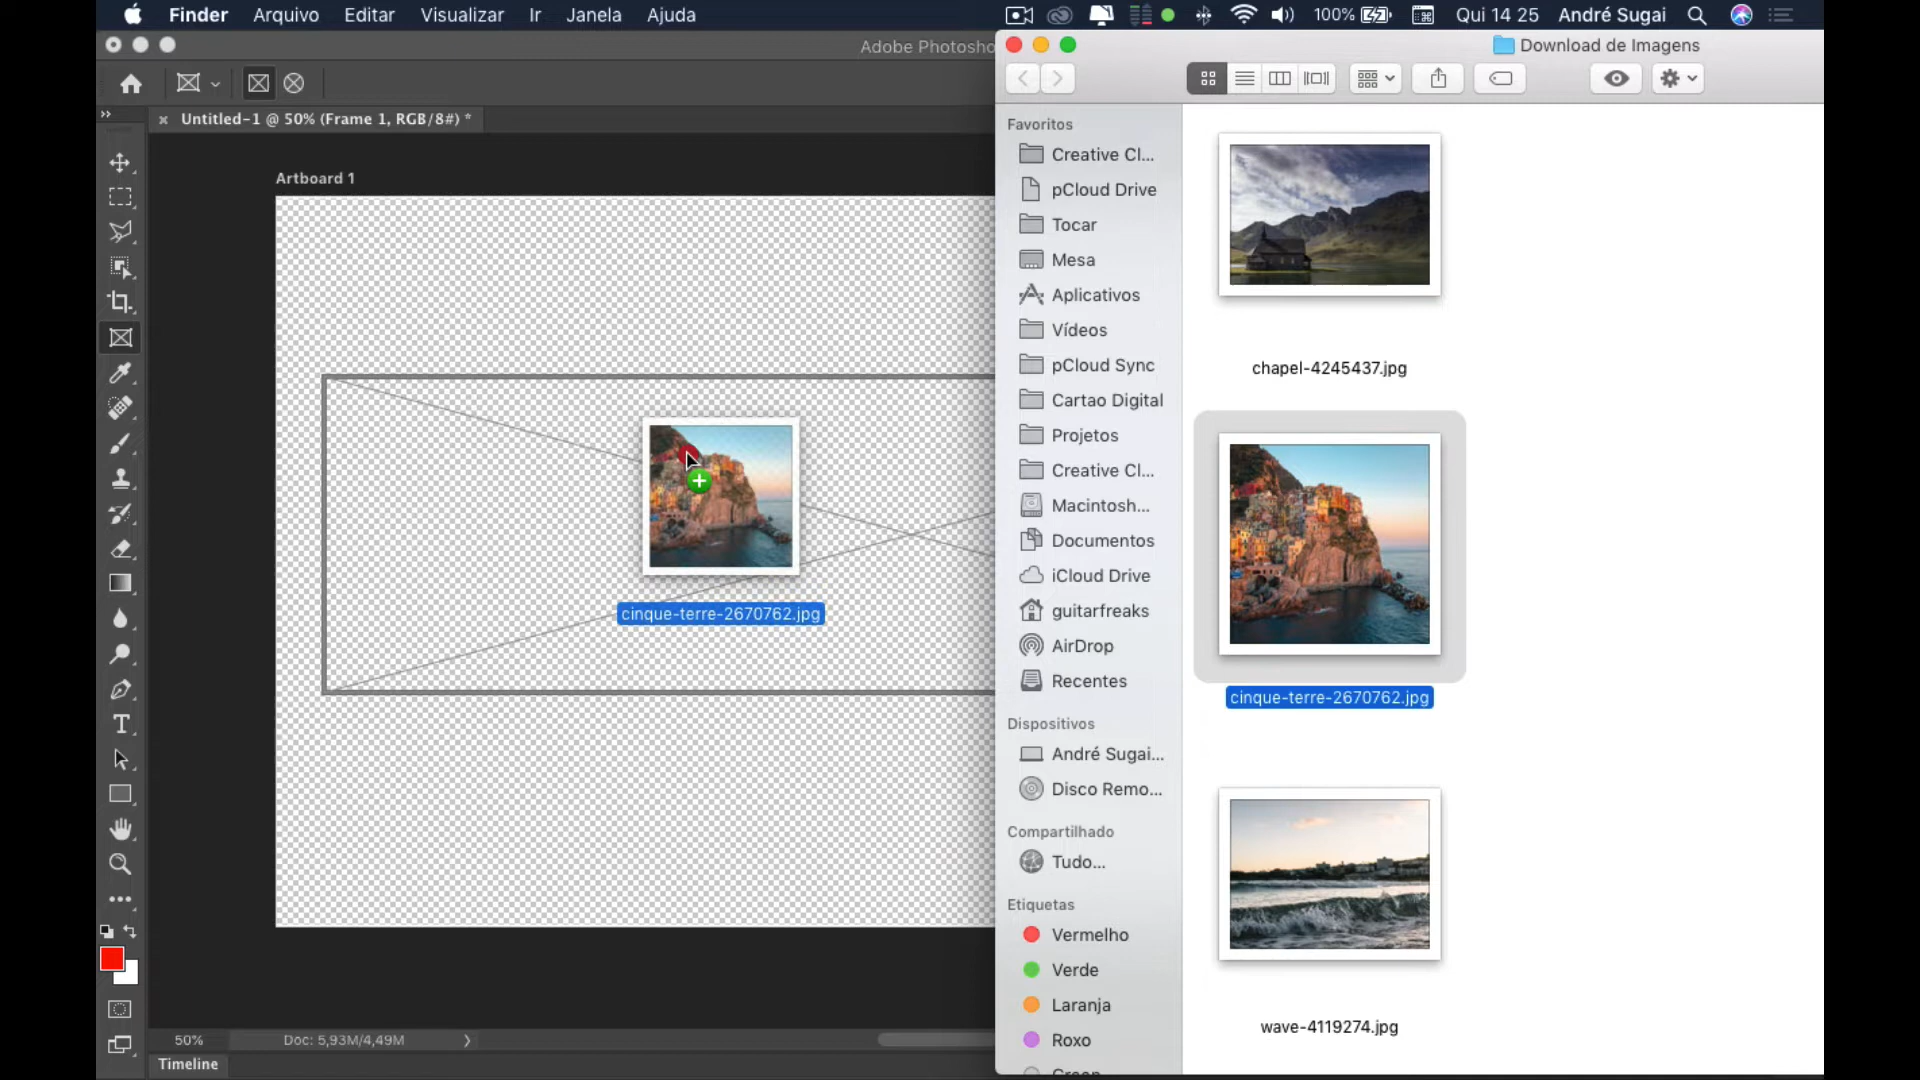 Finder Arquivo Editar Visualizar Ir Janela Ajuda
100% Qui 14 25 André Sugai
Adobe Photosho
Download de Imagens
Untitled-1 @ 50% (Frame 1, RGB/8#) *
Artboard 1
cinque-terre-2670762.jpg
50% Doc: 5,93M/4,49M
Timeline
Favoritos
Creative Cl...
pCloud Drive
Tocar
Mesa
Aplicativos
Vídeos
pCloud Sync
Cartao Digital
Projetos
Creative Cl...
Macintosh...
Documentos
iCloud Drive
guitarfreaks
AirDrop
Recentes
Dispositivos
André Sugai...
Disco Remo...
Compartilhado
Tudo...
Etiquetas
Vermelho
Verde
Laranja
Roxo
chapel-4245437.jpg
cinque-terre-2670762.jpg
wave-4119274.jpg